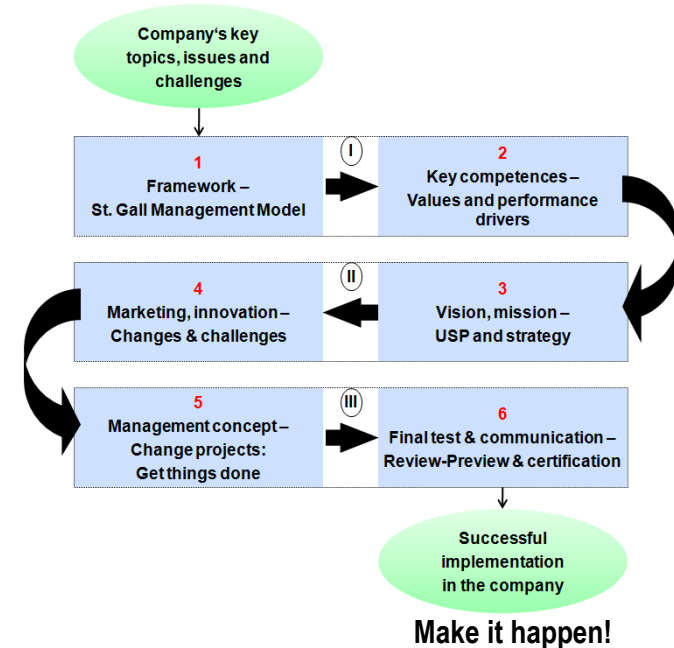 Company‘s key
topics, issues and
challenges
I
1
Framework –
St. Gall Management Model
2
Key competences –
Values and performance
drivers
II
3
Vision, mission –
USP and strategy
4
Marketing, innovation –
Changes & challenges
III
5
Management concept –
Change projects:
Get things done
6
Final test & communication –
Review-Preview & certification
Successful
implementation
in the company
Make it happen!